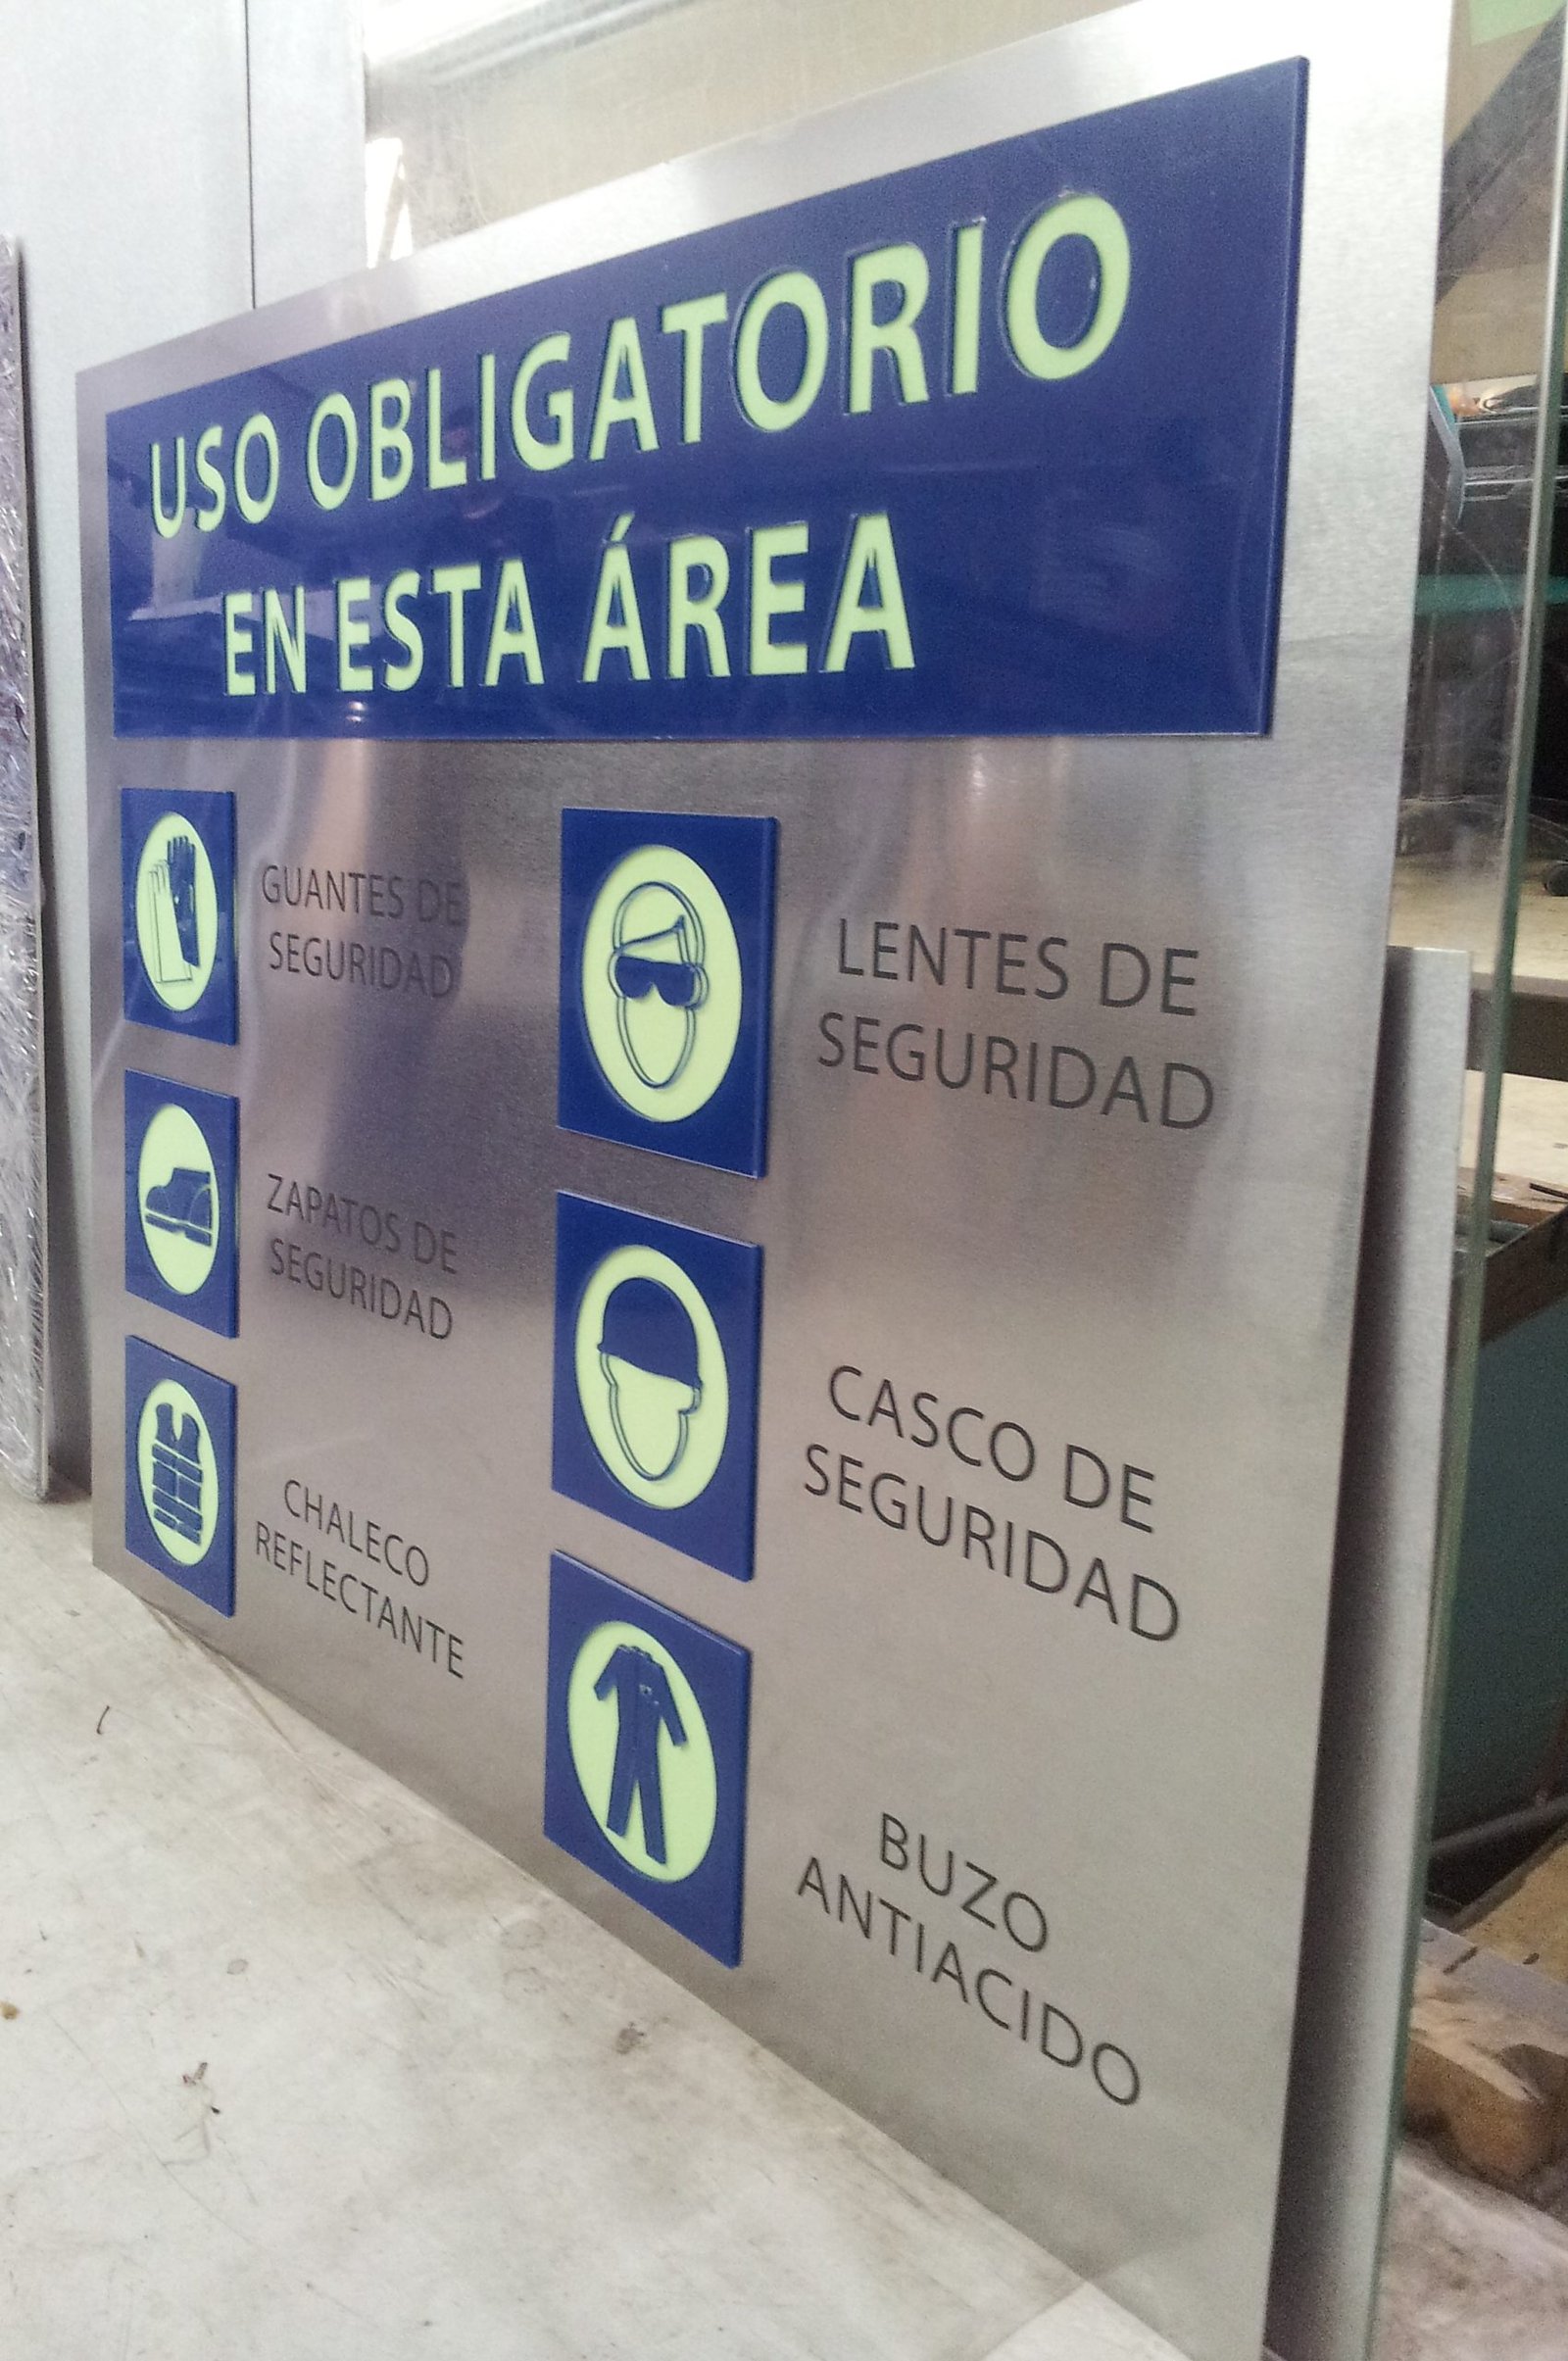 USO OBLIGATORIO
EN ESTA ÁREA
GUANTES DE
SEGURIDAD
ZAPATOS DE
SEGURIDAD
CHALECO
REFLECTANTE
LENTES DE
SEGURIDAD
CASCO DE
SEGURIDAD
BUZO
ANTIACIDO